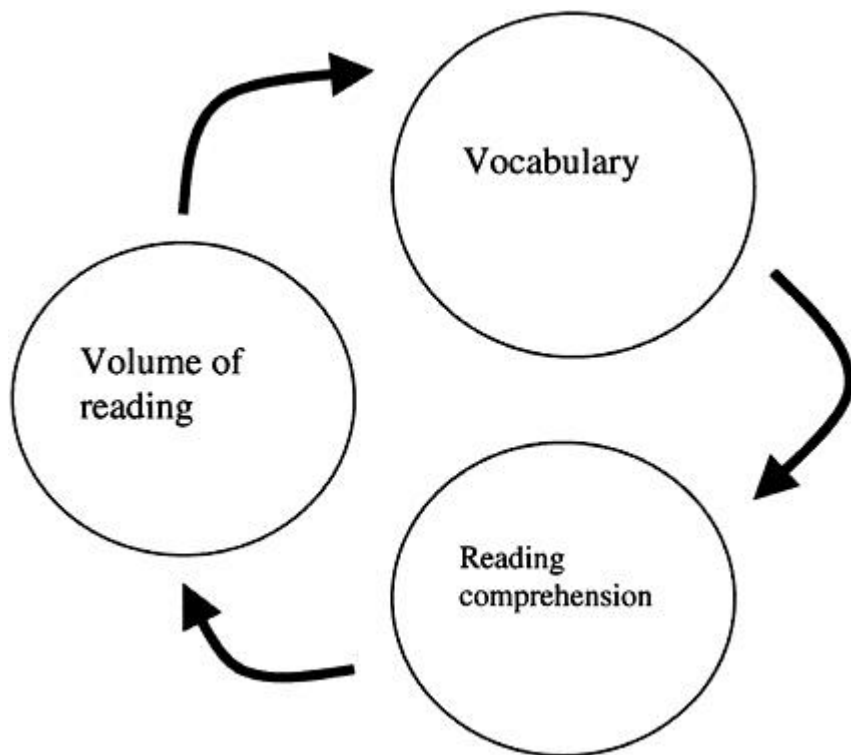 Vocabulary
Volume of
reading
Reading
comprehension